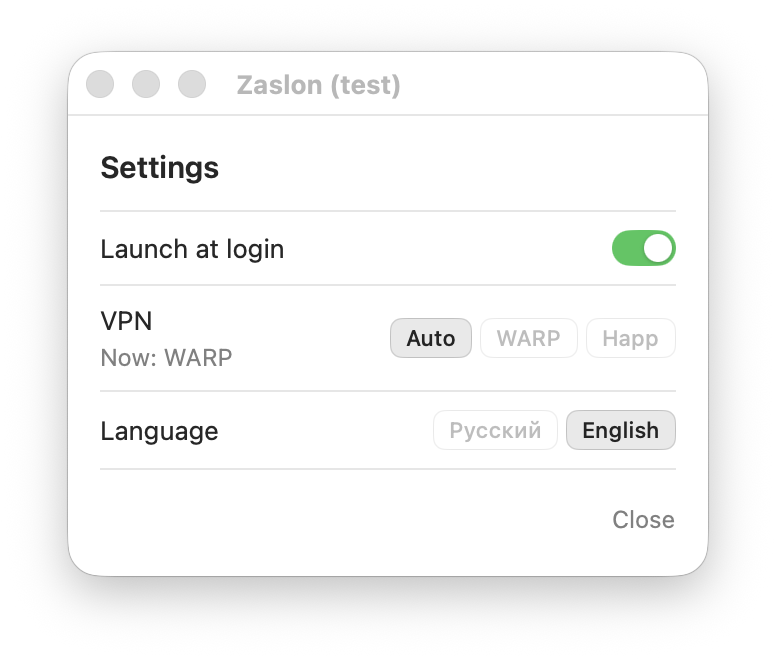 Zaslon (test)
Settings
Launch at login
VPN
Now: WARP
Auto WARP Happ
Language Русский English
Close